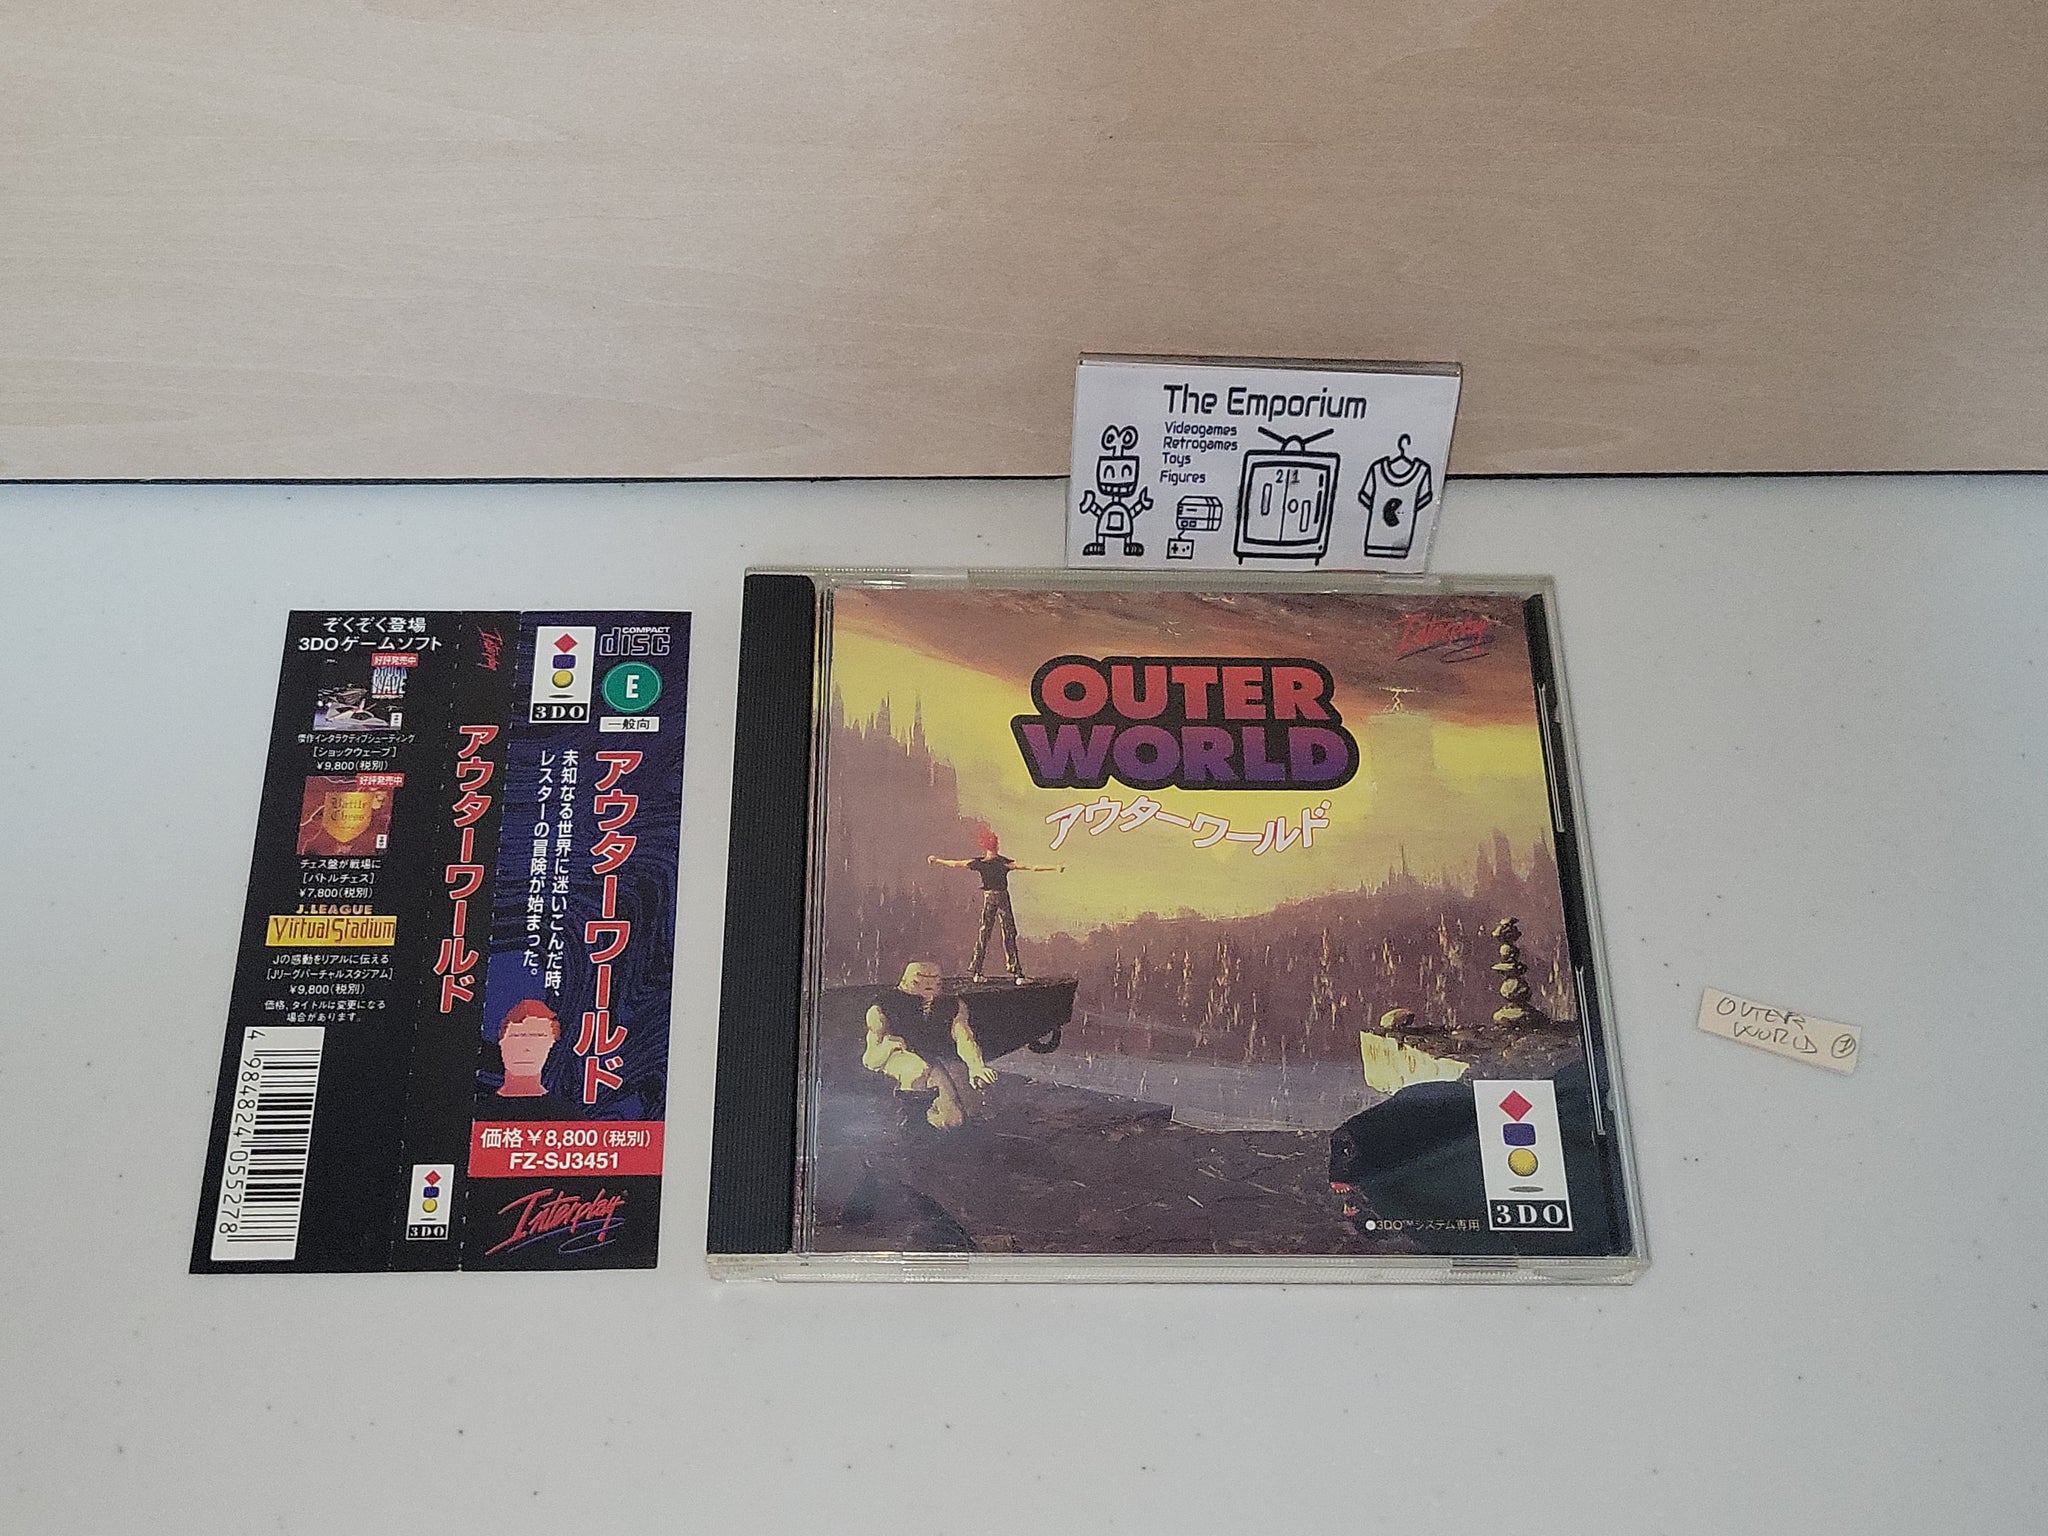 The Emporium
Videogames
Retrogames
Toys
Figures
2 1
ぞくぞく登場
3DOゲームソフト
好評発売中
WAVE
傑作インタラクティブシューティング
[ショックウェーブ]
¥9,800(税別)
好評発売中
Battle
Chess
チェス盤が戦場に
[バトルチェス]
¥7,800(税別)
J.LEAGUE
VirtualStadium
Jの感動をリアルに伝える
[Jリーグバーチャルスタジアム]
¥9,800(税別)
価格、タイトルは変更になる
場合があります。
4 984824 055278
Interplay
アウターワールド
3DO
3DO
COMPACT
disc
E
一般向
アウターワールド
未知なる世界に迷いこんだ時、
レスターの冒険が始まった。
価格¥8,800(税別)
FZ-SJ3451
Interplay
Interplay
OUTER
WORLD
アウターワールド
●3DO™システム専用
3DO
OUTER
WORLD ①